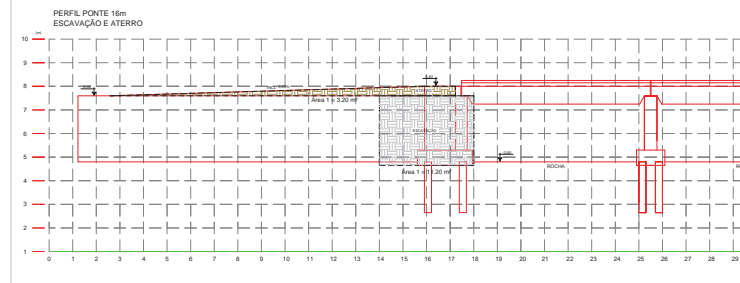 PERFIL PONTE 16m
ESCAVAÇÃO E ATERRO
10
9
8
7
6
5
4
3
2
1
Área 1 = 3.20 m²
ESCAVAÇÃO
Área 1 = 11.20 m²
ROCHA
0 1 2 3 4 5 6 7 8 9 10 11 12 13 14 15 16 17 18 19 20 21 22 23 24 25 26 27 28 29